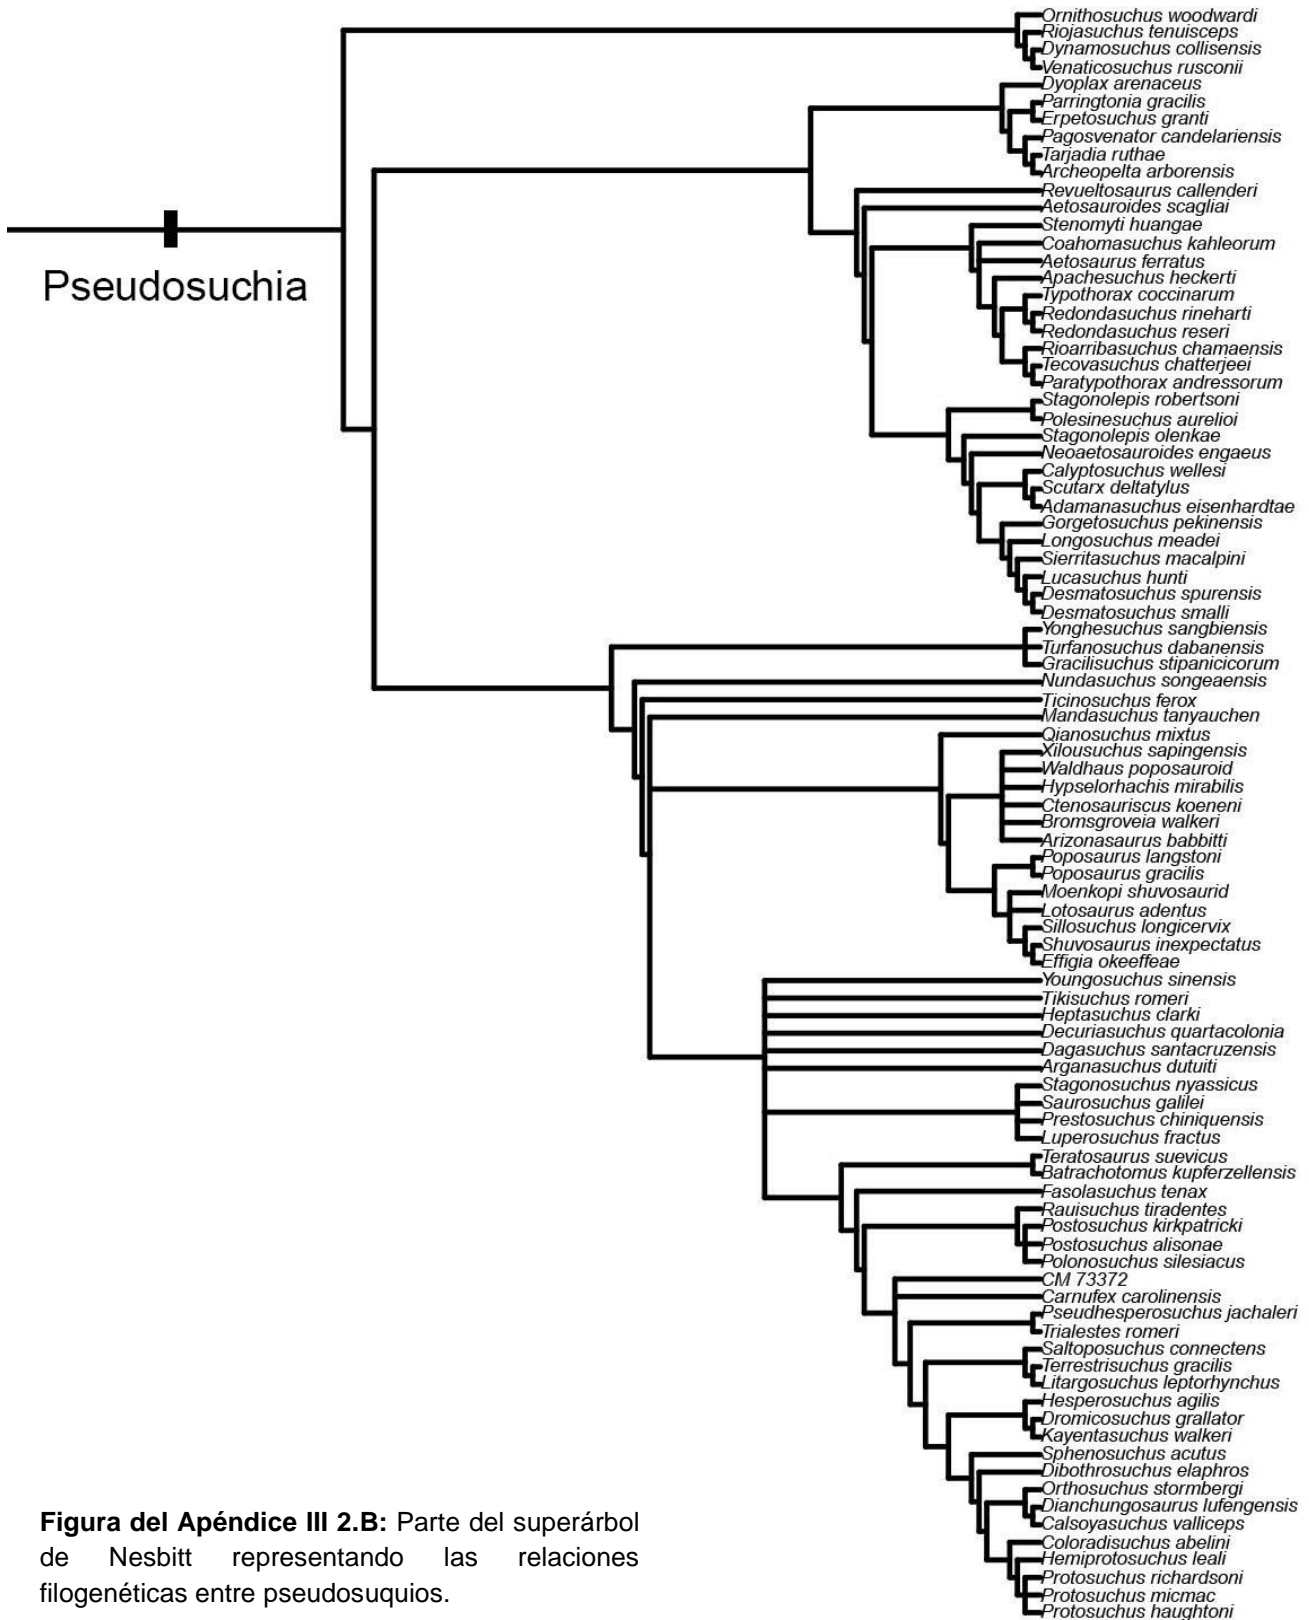 Ornithosuchus woodwardi
Riojasuchus tenuisceps
Dynamosuchus collisensis
Venaticosuchus rusconii
Dyoplax arenaceus
Parringtonia gracilis
Erpetosuchus granti
Pagosvenator candelariensis
Tarjadia ruthae
Archeopelta arborensis
Revueltosaurus callenderi
Aetosauroides scagliai
Stenomyti huangae
Coahomasuchus kahleorum
Aetosaurus ferratus
Apachesuchus heckerti
Typothorax coccinarum
Redondasuchus rineharti
Redondasuchus reseri
Rioarribasuchus chamaensis
Tecovasuchus chatterjeei
Paratypothorax andressorum
Stagonolepis robertsoni
Polesinesuchus aurelioi
Stagonolepis olenkae
Neoaetosauroides engaeus
Calyptosuchus wellesi
Scutarx deltatylus
Adamanasuchus eisenhardtae
Gorgetosuchus pekinensis
Longosuchus meadei
Sierritasuchus macalpini
Lucasuchus hunti
Desmatosuchus spurensis
Desmatosuchus smalli
Yonghesuchus sangbiensis
Turfanosuchus dabanensis
Gracilisuchus stipanicicorum
Nundasuchus songeaensis
Ticinosuchus ferox
Mandasuchus tanyauchen
Qianosuchus mixtus
Xilousuchus sapingensis
Waldhaus poposauroid
Hypselorhachis mirabilis
Ctenosauriscus koeneni
Bromsgroveia walkeri
Arizonasaurus babbitti
Poposaurus langstoni
Poposaurus gracilis
Moenkopi shuvosaurid
Lotosaurus adentus
Sillosuchus longicervix
Shuvosaurus inexpectatus
Effigia okeeffeae
Youngosuchus sinensis
Tikisuchus romeri
Heptasuchus clarki
Decuriasuchus quartacolonia
Dagasuchus santacruzensis
Arganasuchus dutuiti
Stagonosuchus nyassicus
Saurosuchus galilei
Prestosuchus chiniquensis
Luperosuchus fractus
Teratosaurus suevicus
Batrachotomus kupferzellensis
Fasolasuchus tenax
Rauisuchus tiradentes
Postosuchus kirkpatricki
Postosuchus alisonae
Polonosuchus silesiacus
CM 73372
Carnufex carolinensis
Pseudhesperosuchus jachaleri
Trialestes romeri
Saltoposuchus connectens
Terrestrisuchus gracilis
Litargosuchus leptorhynchus
Hesperosuchus agilis
Dromicosuchus grallator
Kayentasuchus walkeri
Sphenosuchus acutus
Dibothrosuchus elaphros
Orthosuchus stormbergi
Dianchungosaurus lufengensis
Calsoyasuchus valliceps
Coloradisuchus abelini
Hemiprotosuchus leali
Protosuchus richardsoni
Protosuchus micmac
Protosuchus haughtoni
Pseudosuchia
Figura del Apéndice III 2.B: Parte del superárbol
de Nesbitt representando las relaciones
filogenéticas entre pseudosuquios.